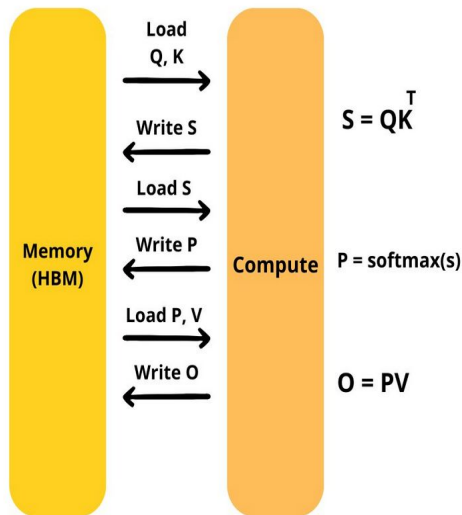 Load
Q, K
S = QK^T
Write S
Load S
Memory
(HBM)
Write P
Compute
P = softmax(s)
Load P, V
Write O
O = PV